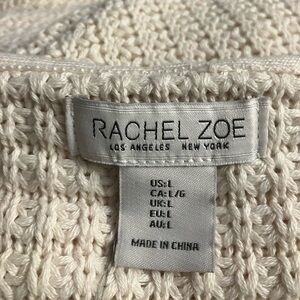 RACHEL ZOE
LOS ANGELES NEW YORK
US:L
CA:L/G
UK:L
EU:L
AU:L
MADE IN CHINA